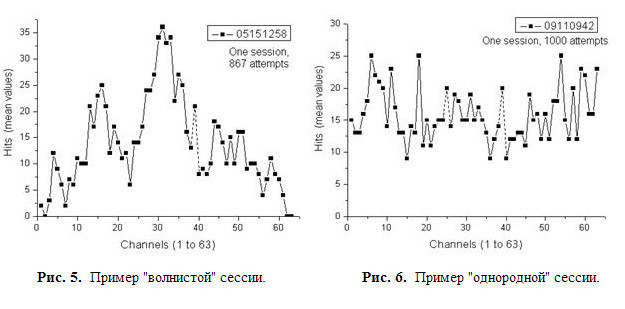 35
30
25
20
15
10
5
0
Hits (mean values)
05151258
One session,
867 attempts
0 10 20 30 40 50 60
Channels (1 to 63)
Рис. 5. Пример "волнистой" сессии.
30
25
20
15
10
5
0
Hits (mean values)
09110942
One session, 1000 attempts
0 10 20 30 40 50 60
Channels (1 to 63)
Рис. 6. Пример "однородной" сессии.